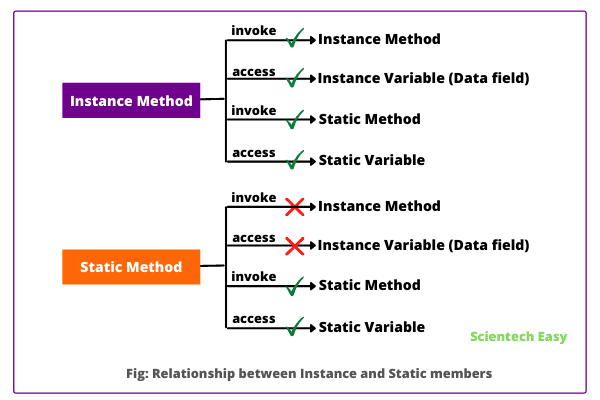 invoke
Instance Method
access
Instance Variable (Data field)
Instance Method
invoke
Static Method
access
Static Variable
invoke
Instance Method
access
Instance Variable (Data field)
Static Method
invoke
Static Method
access
Static Variable
Scientech Easy
Fig: Relationship between Instance and Static members